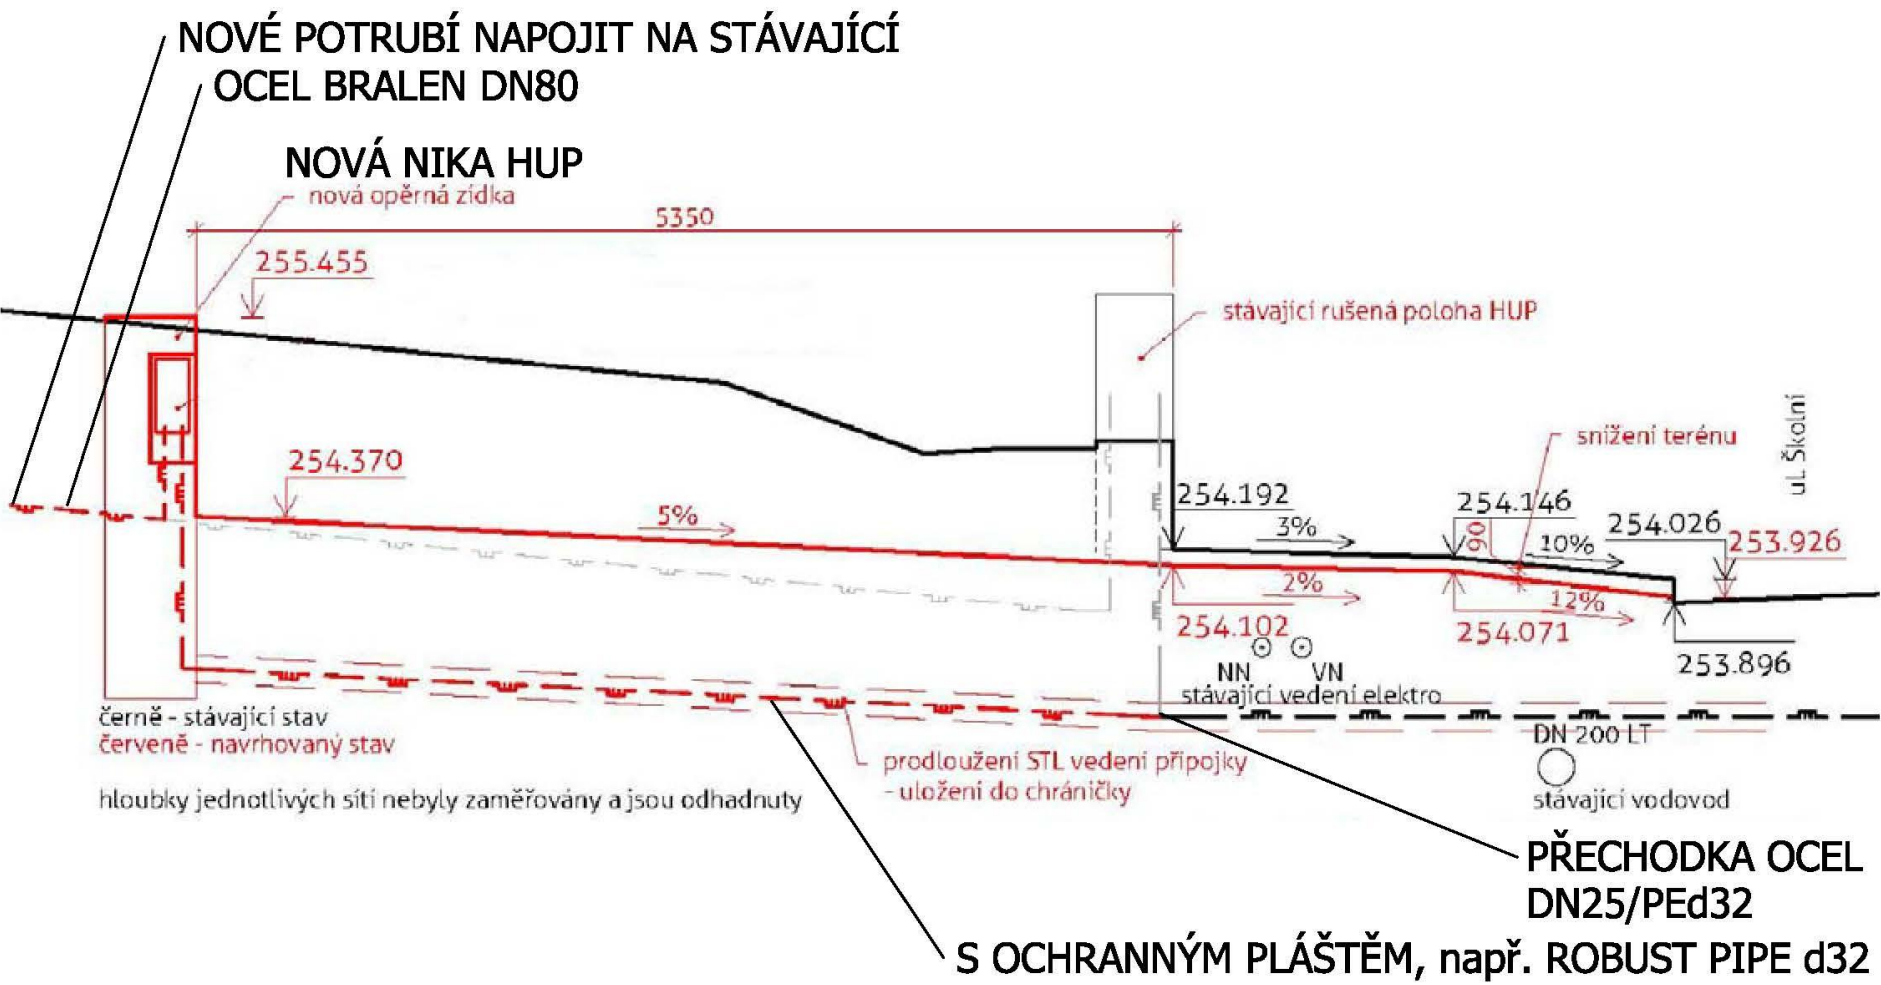 NOVÉ POTRUBÍ NAPOJIT NA STÁVAJÍCÍ
OCEL BRALEN DN80
NOVÁ NIKA HUP
nová opěrná zídka
5350
255.455
stávající rušená poloha HUP
ul. Školní
snížení terénu
254.370
5%
254.192
3%
254.146
90
10%
254.026
253.926
2%
12%
254.102
254.071
253.896
NN
VN
stávající vedení elektro
černě - stávající stav
červeně - navrhovaný stav
DN 200 LT
stávající vodovod
prodloužení STL vedení přípojky
- uložení do chráničky
hloubky jednotlivých sítí nebyly zaměřovány a jsou odhadnuty
PŘECHODKA OCEL
DN25/PEd32
S OCHRANNÝM PLÁŠTĚM, např. ROBUST PIPE d32